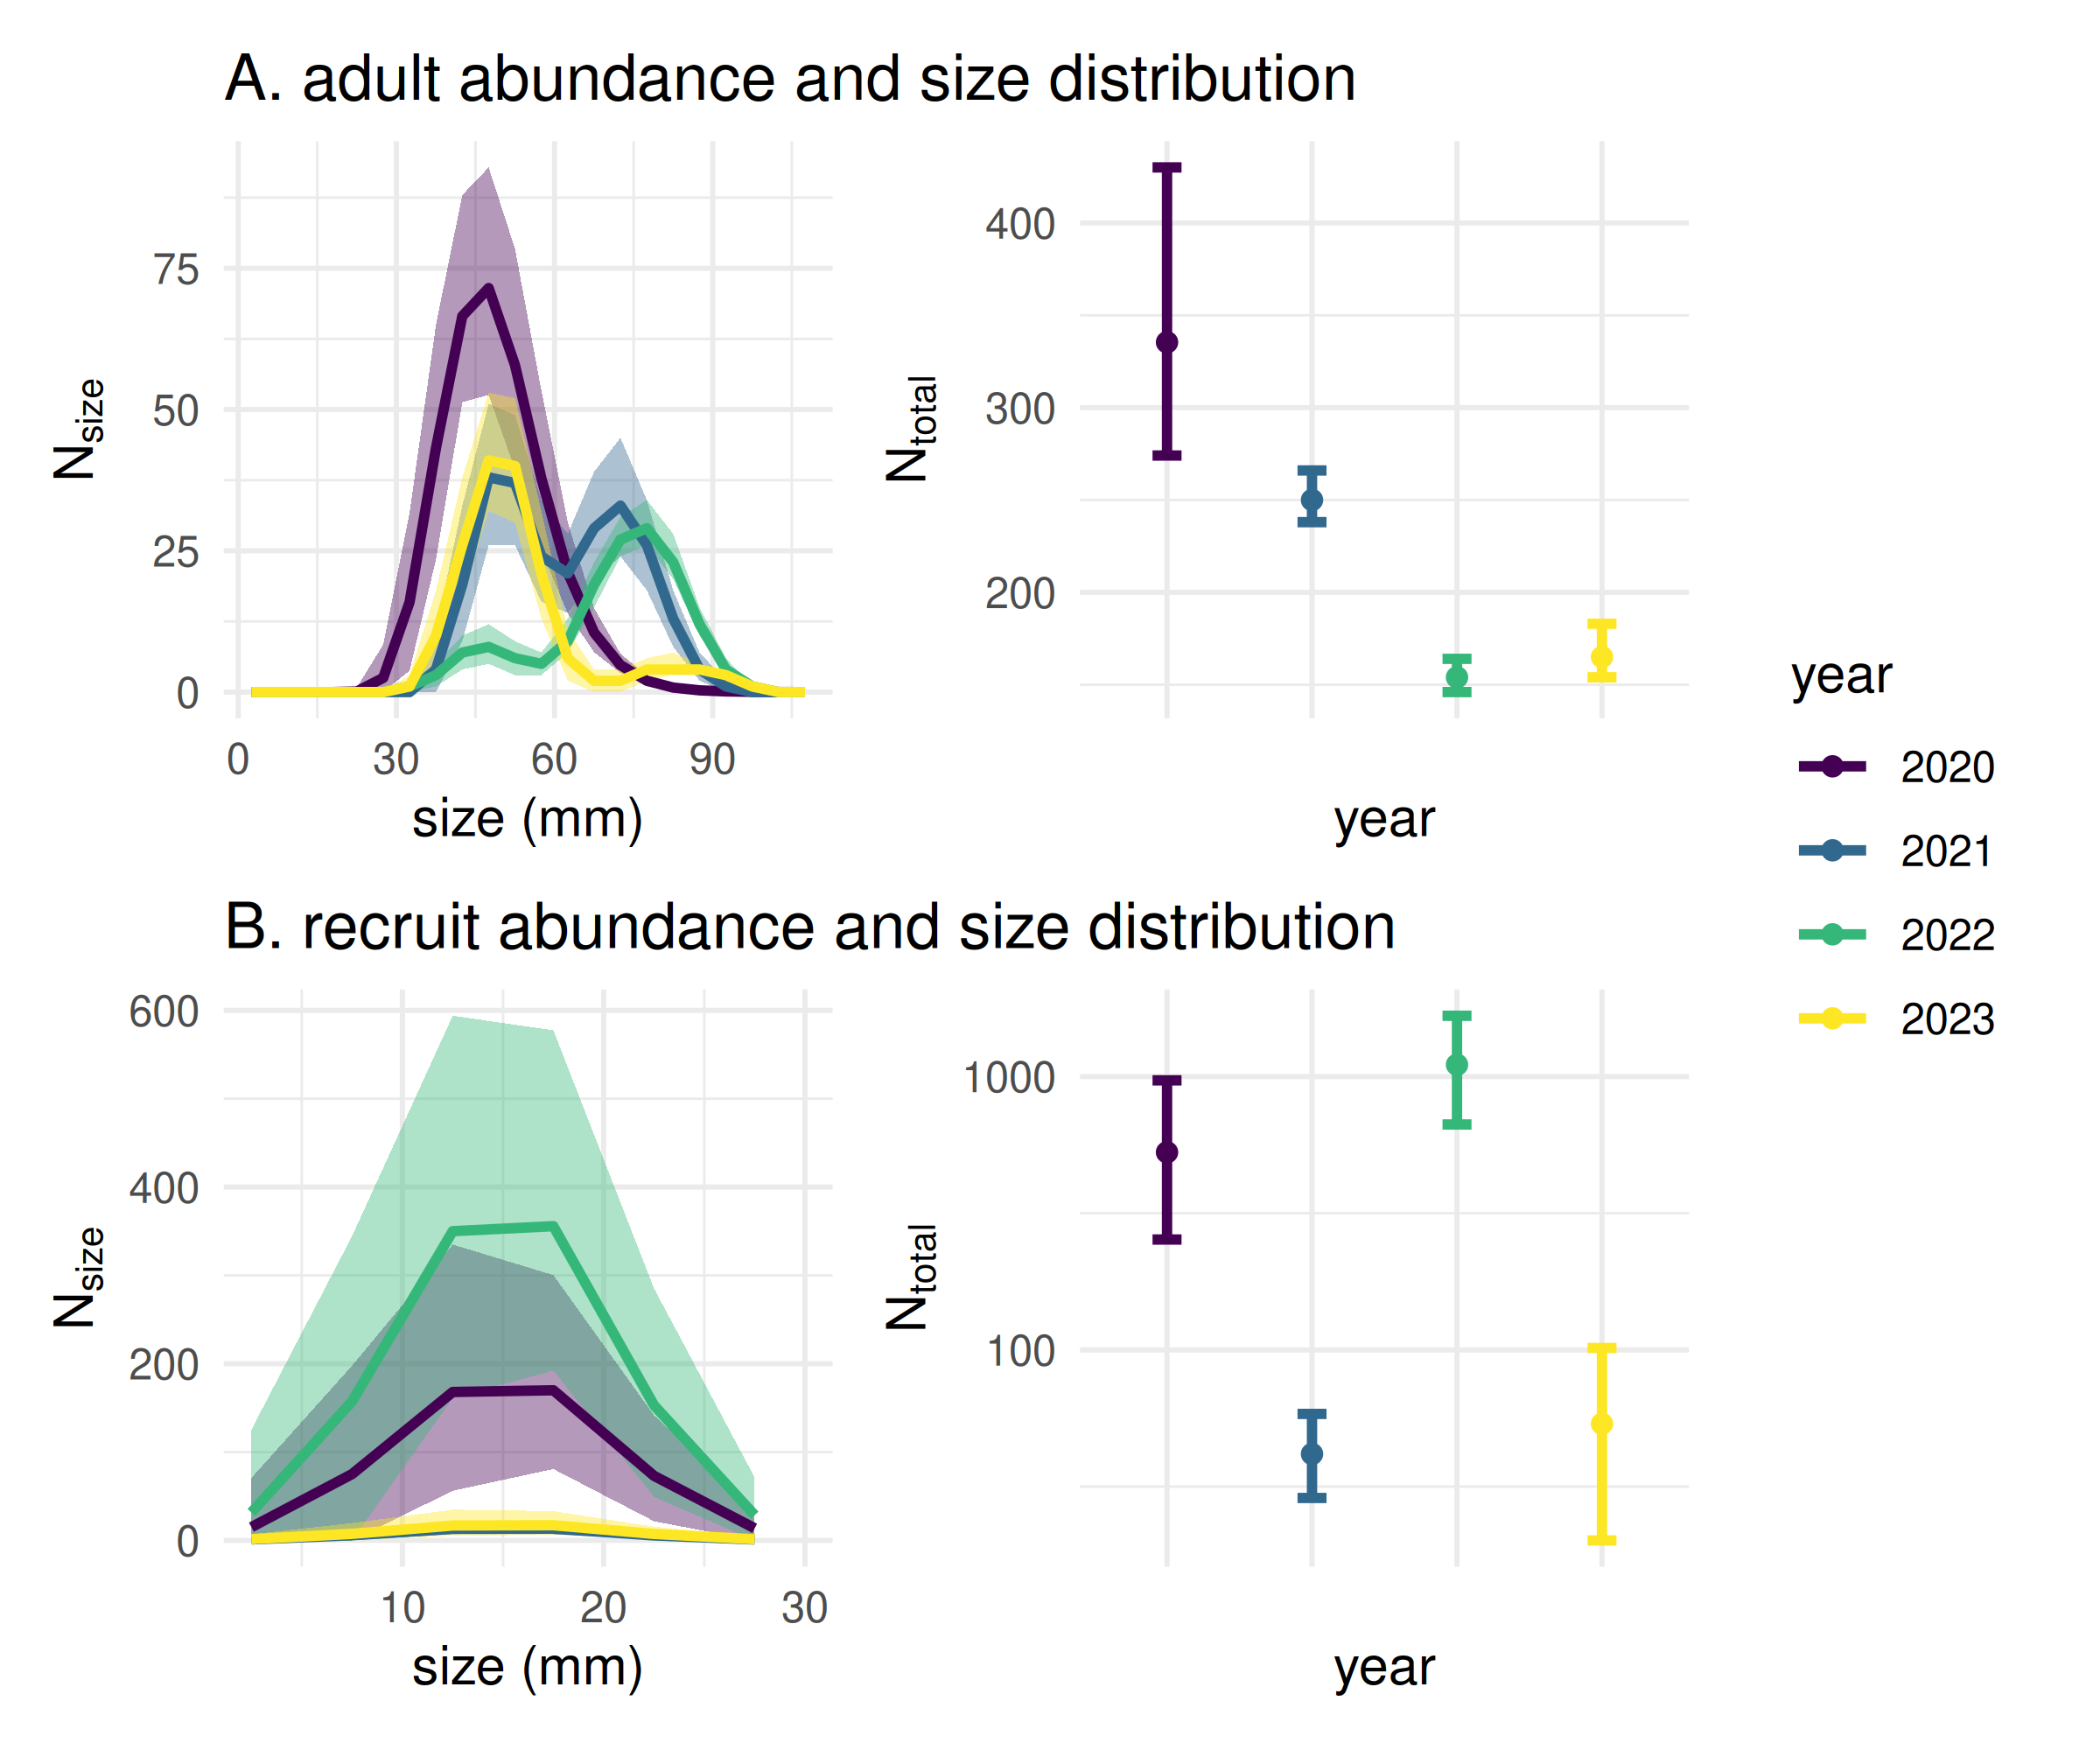 A. adult abundance and size distribution
75
50
25
0
Nsize
0 30 60 90
size (mm)
400
300
200
Ntotal
year
B. recruit abundance and size distribution
600
400
200
0
Nsize
10 20 30
size (mm)
1000
100
Ntotal
year
year
2020
2021
2022
2023